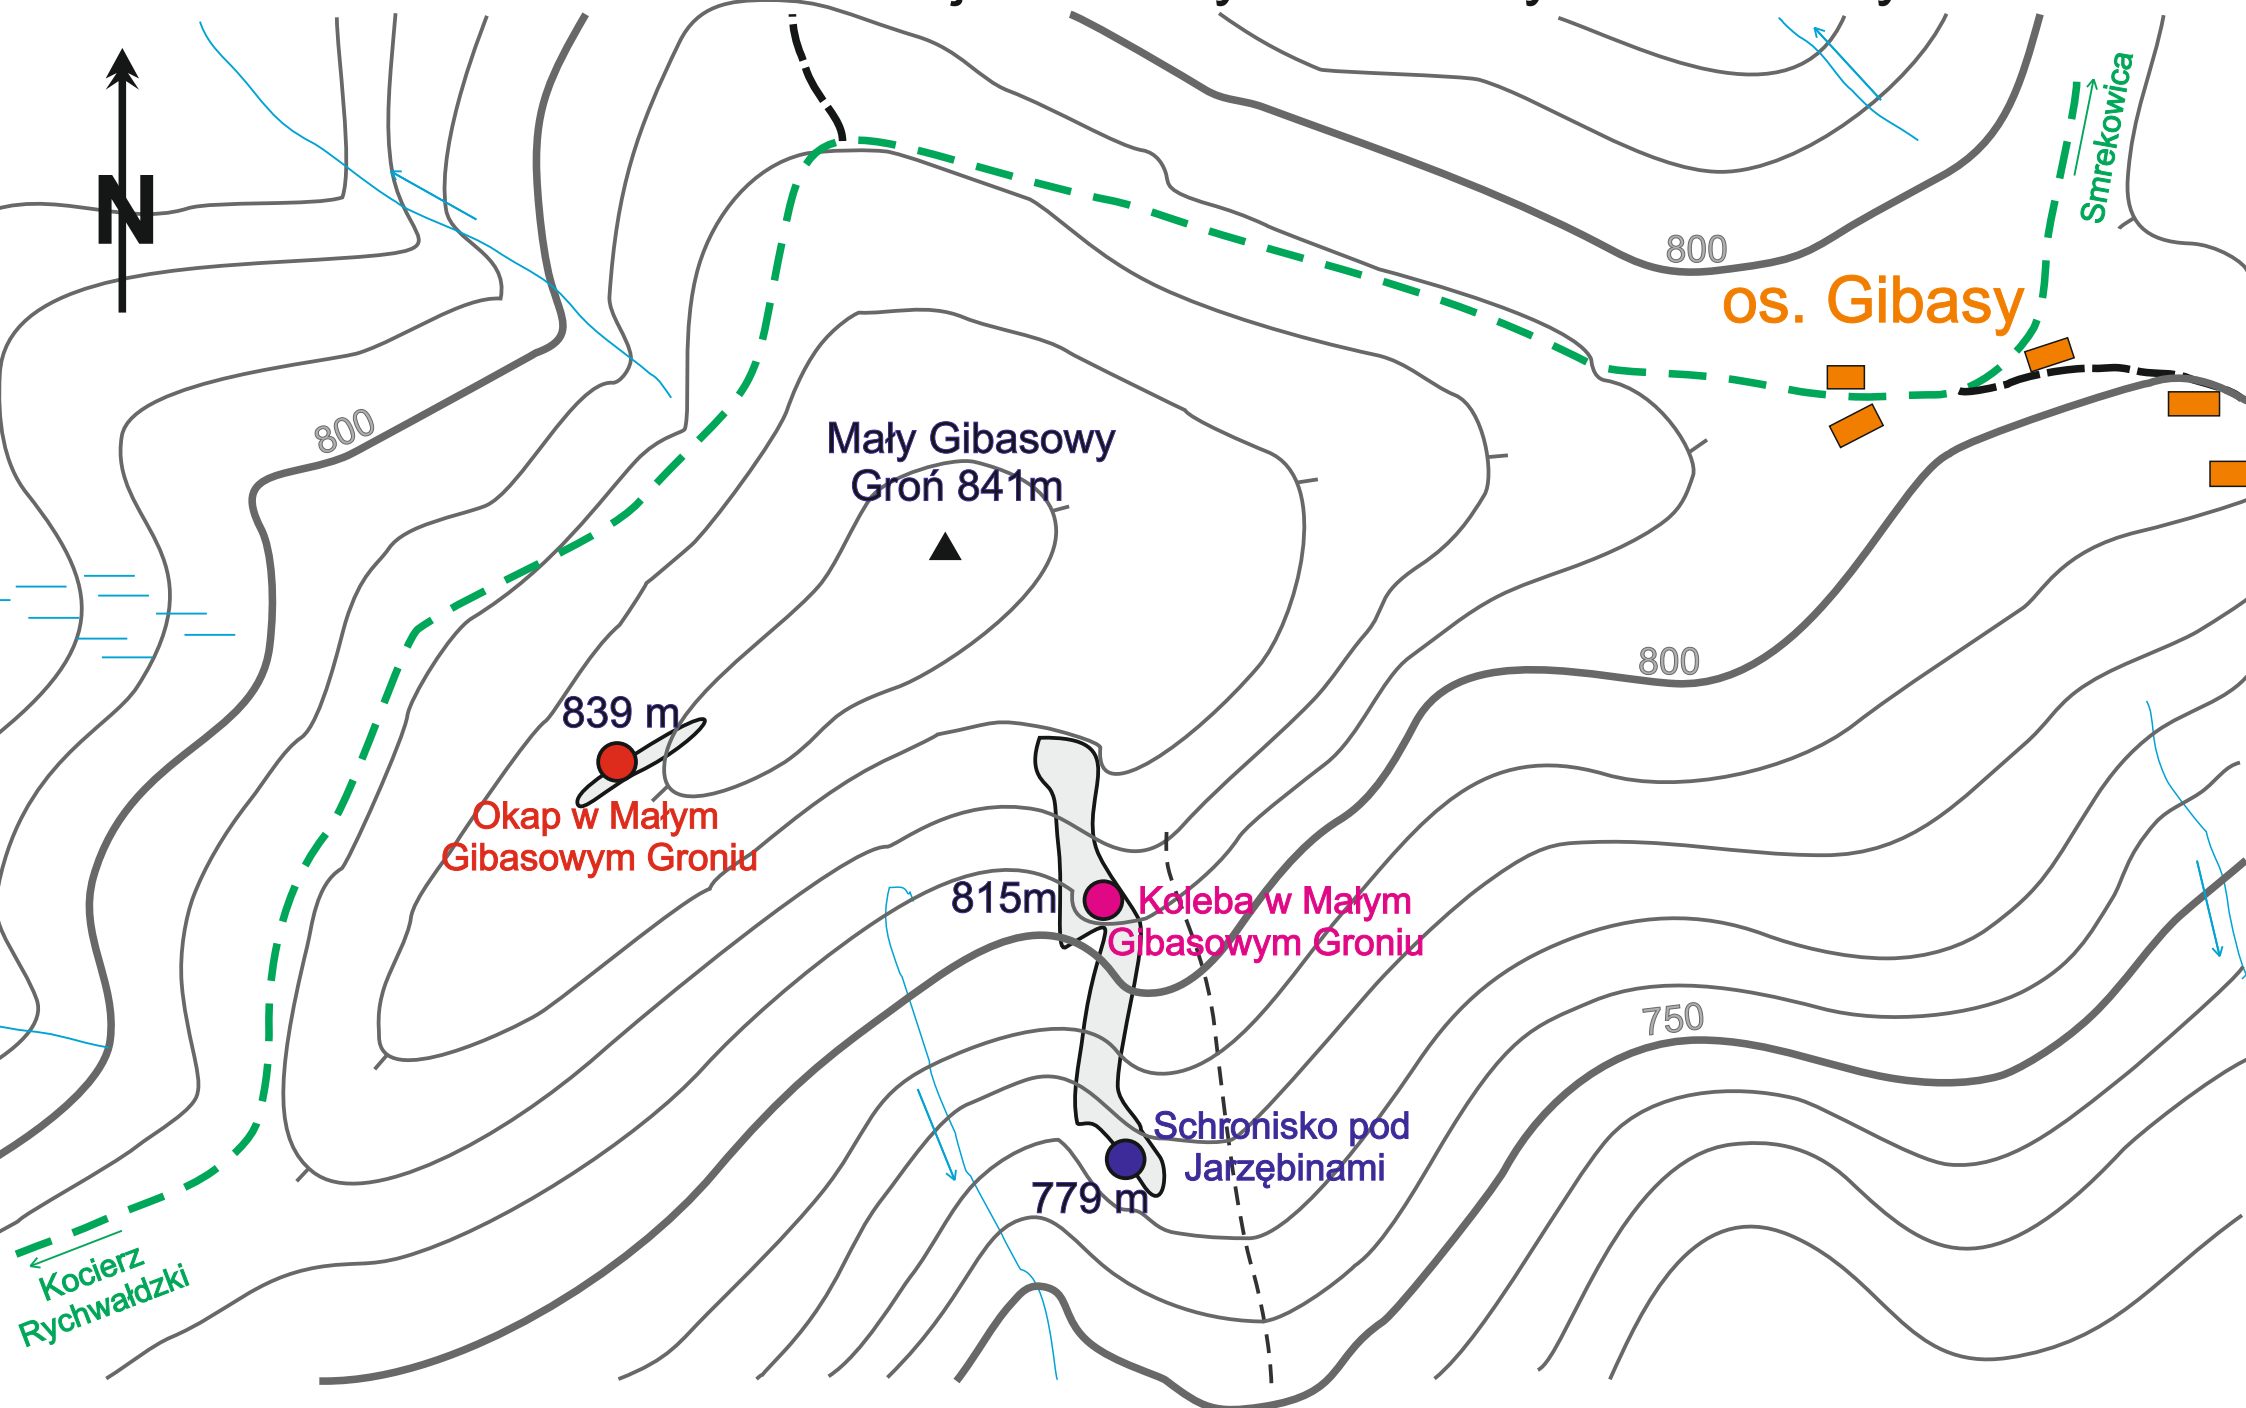 N
Smrekowica
800
os. Gibasy
800
Mały Gibasowy
Groń 841m
800
839 m
Okap w Małym
Gibasowym Groniu
815m
Koleba w Małym
Gibasowym Groniu
750
Schronisko pod
Jarzębinami
779 m
Kocierz
Rychwałdzki